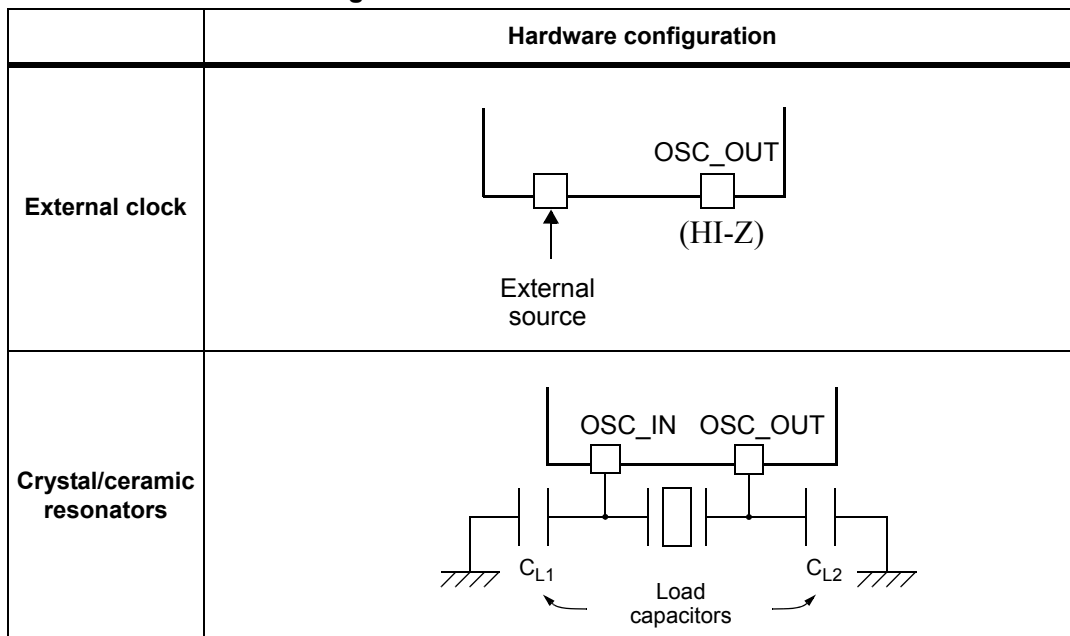 Hardware configuration
External clock
OSC_OUT
(HI-Z)
External
source
Crystal/ceramic
resonators
OSC_IN OSC_OUT
CL1
CL2
Load
capacitors